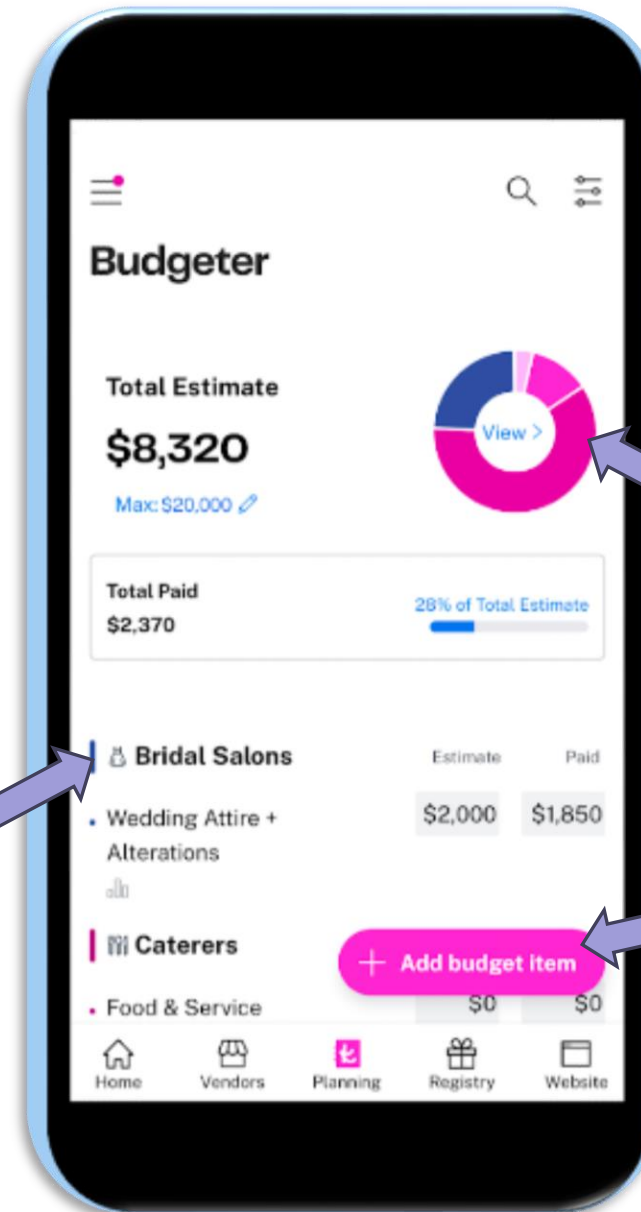 Budgeter
Total Estimate
$8,320
View >
Max: $20,000
Total Paid
$2,370
28% of Total Estimate
Bridal Salons
Estimate
Paid
Wedding Attire +
Alterations
$2,000
$1,850
Caterers
+ Add budget item
Food & Service
$0
$0
Home
Vendors
Planning
Registry
Website